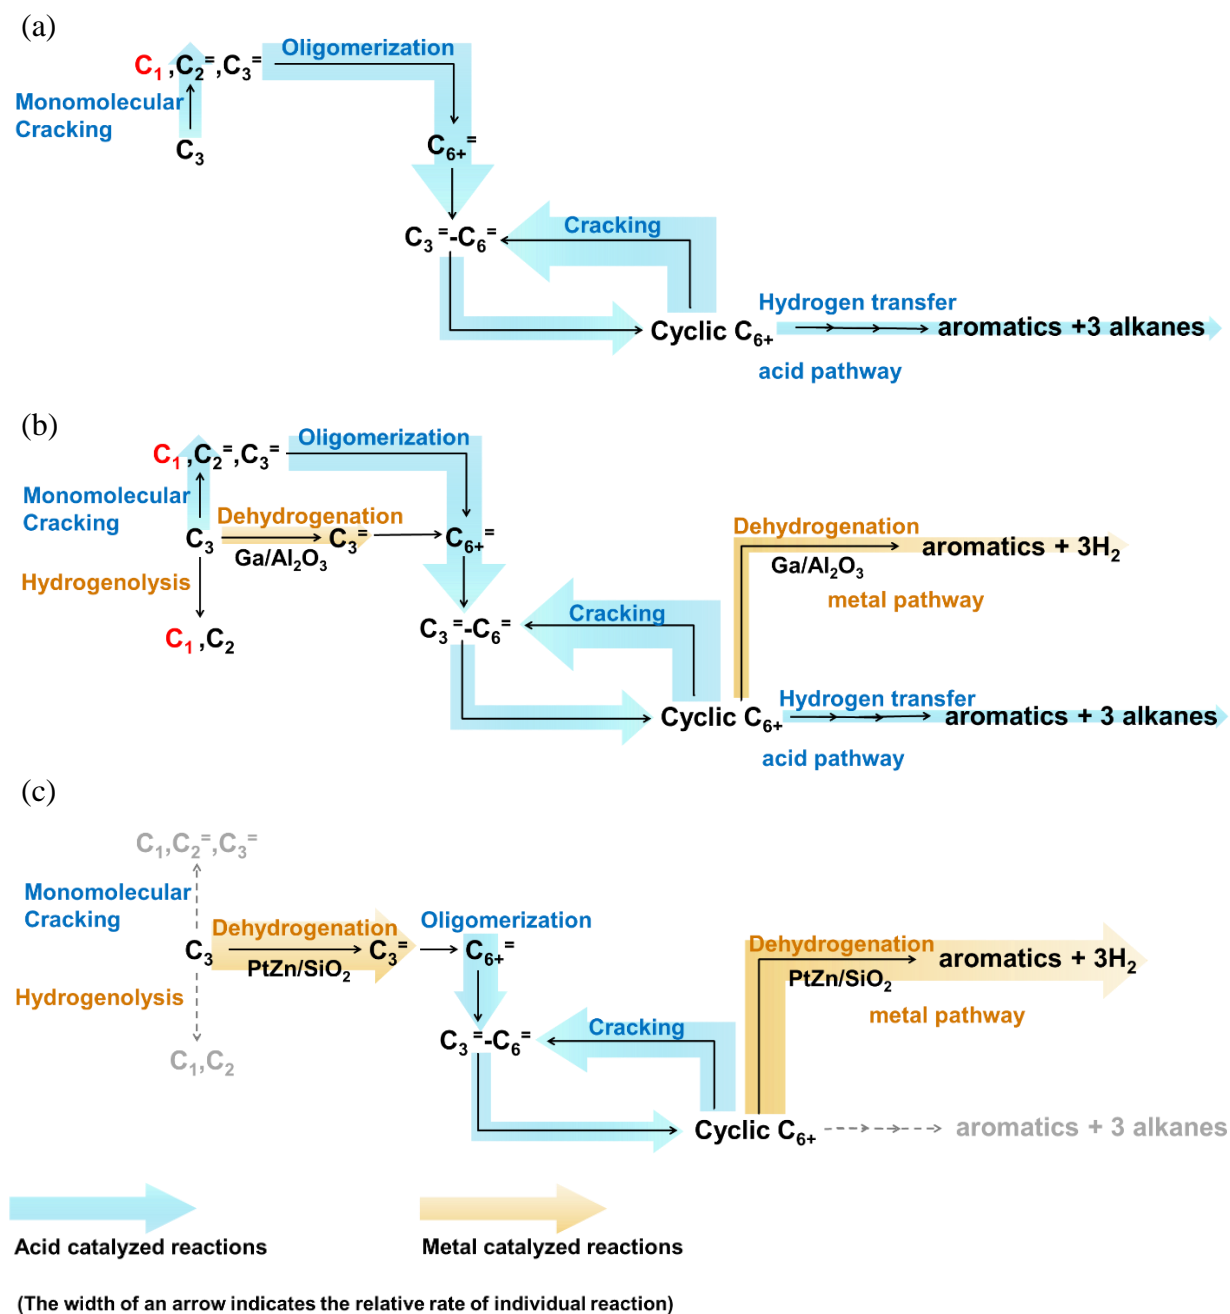 (a)
C₁,C₂⁼,C₃⁼
Oligomerization
Monomolecular
Cracking
C₃
C₆₊⁼
C₃⁼-C₆⁼
Cracking
Cyclic C₆₊
Hydrogen transfer
aromatics +3 alkanes
acid pathway
(b)
C₁,C₂⁼,C₃⁼
Oligomerization
Monomolecular
Cracking
Dehydrogenation
C₃
C₃⁼
C₆₊⁼
Ga/Al₂O₃
Hydrogenolysis
C₁,C₂
C₃⁼-C₆⁼
Cracking
Dehydrogenation
aromatics + 3H₂
Ga/Al₂O₃
metal pathway
Cyclic C₆₊
Hydrogen transfer
aromatics + 3 alkanes
acid pathway
(c)
C₁,C₂⁼,C₃⁼
Monomolecular
Cracking
Dehydrogenation
Oligomerization
C₃
C₃⁼
C₆₊⁼
PtZn/SiO₂
Hydrogenolysis
C₁,C₂
C₃⁼-C₆⁼
Cracking
Dehydrogenation
aromatics + 3H₂
PtZn/SiO₂
metal pathway
Cyclic C₆₊
aromatics + 3 alkanes
Acid catalyzed reactions
Metal catalyzed reactions
(The width of an arrow indicates the relative rate of individual reaction)